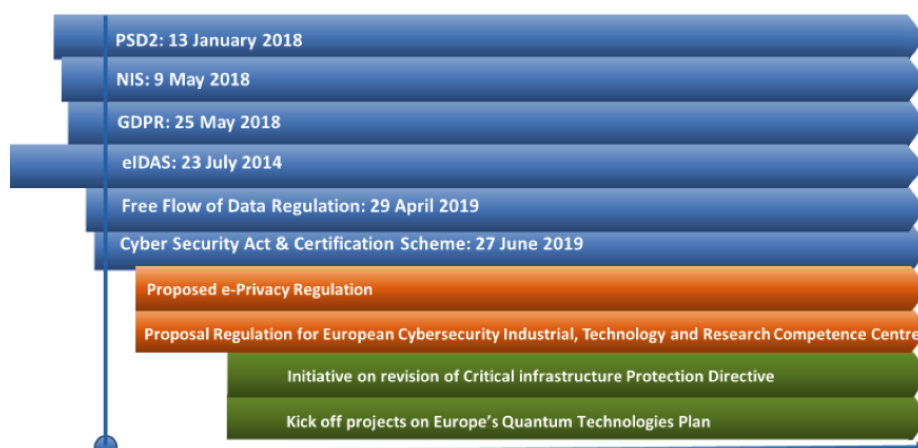 PSD2: 13 January 2018
NIS: 9 May 2018
GDPR: 25 May 2018
eIDAS: 23 July 2014
Free Flow of Data Regulation: 29 April 2019
Cyber Security Act & Certification Scheme: 27 June 2019
Proposed e-Privacy Regulation
Proposal Regulation for European Cybersecurity Industrial, Technology and Research Competence Centre
Initiative on revision of Critical infrastructure Protection Directive
Kick off projects on Europe's Quantum Technologies Plan